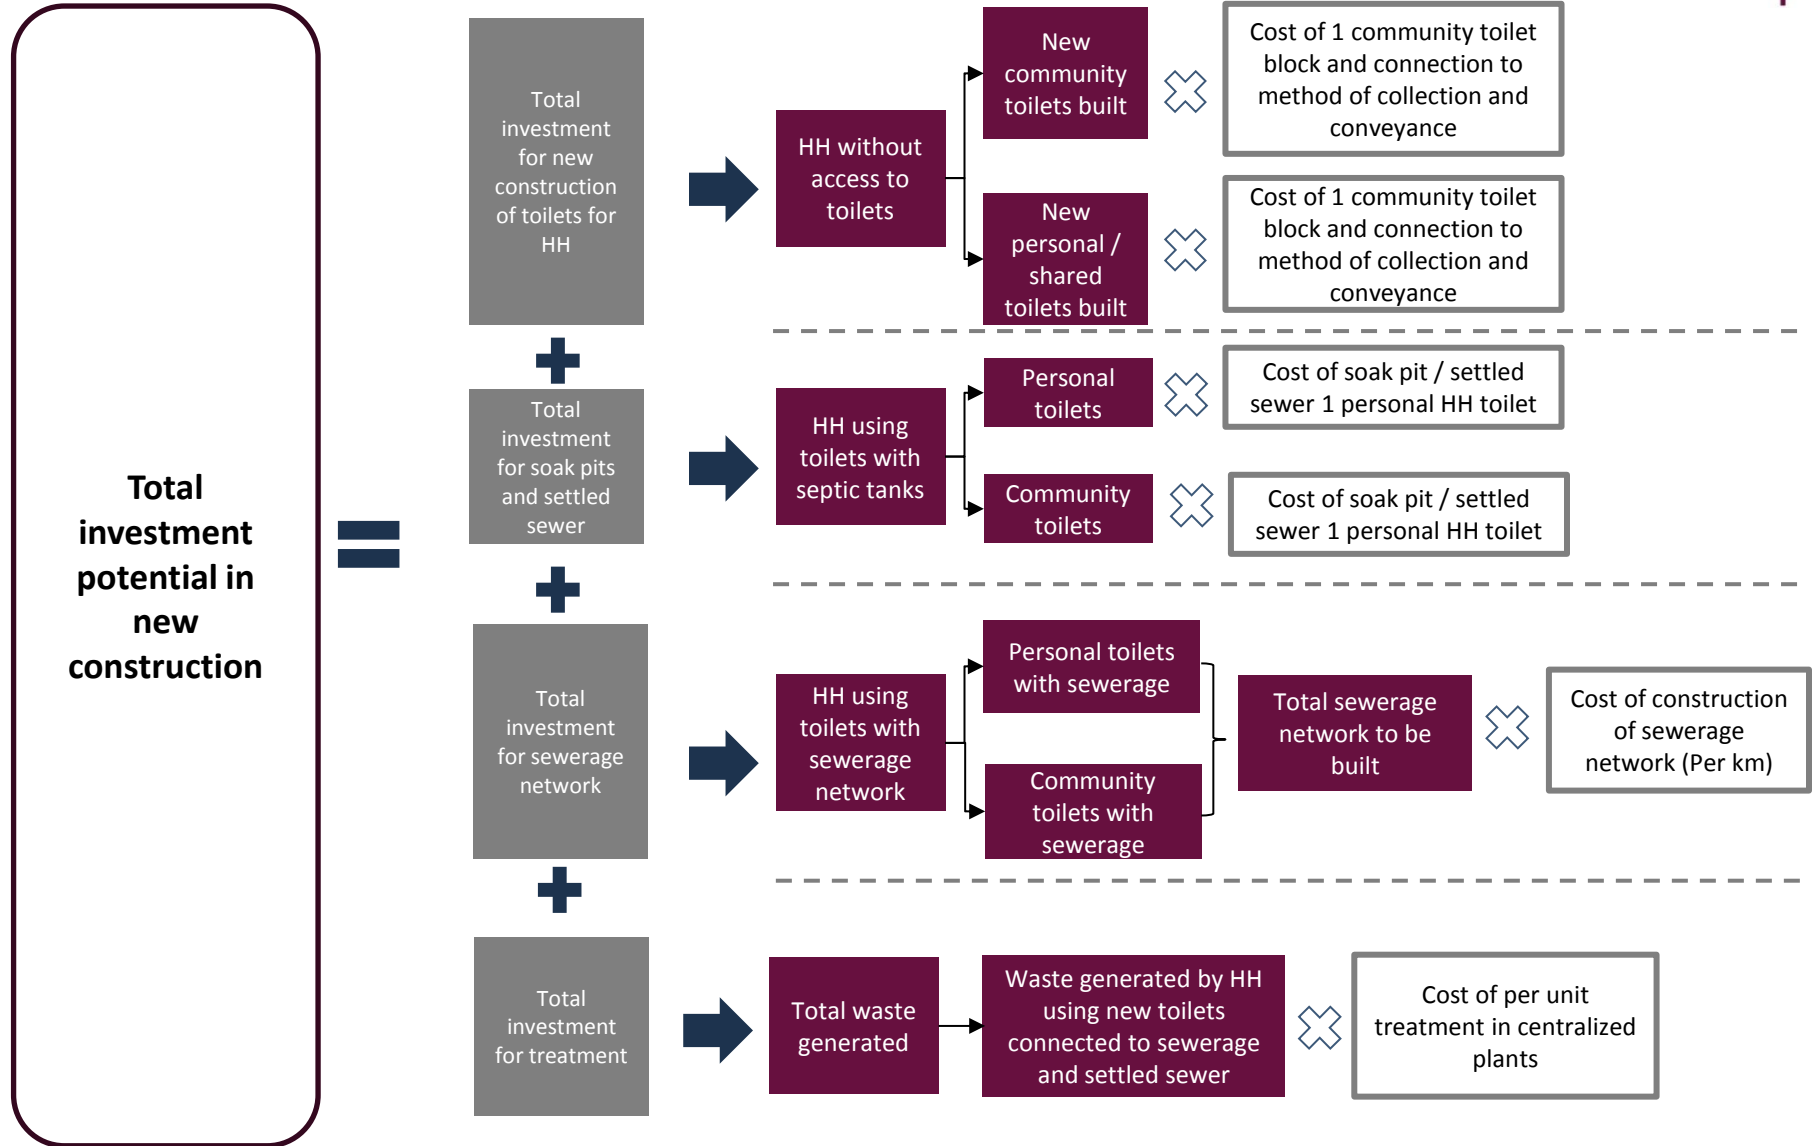 Total
investment
potential in
new
construction
Total
investment
for new
construction
of toilets for
HH
HH without
access to
toilets
New
community
toilets built
Cost of 1 community toilet
block and connection to
method of collection and
conveyance
New
personal /
shared
toilets built
Cost of 1 community toilet
block and connection to
method of collection and
conveyance
Total
investment
for soak pits
and settled
sewer
HH using
toilets with
septic tanks
Personal
toilets
Cost of soak pit / settled
sewer 1 personal HH toilet
Community
toilets
Cost of soak pit / settled
sewer 1 personal HH toilet
Total
investment
for sewerage
network
HH using
toilets with
sewerage
network
Personal toilets
with sewerage
Community
toilets with
sewerage
Total sewerage
network to be
built
Cost of construction
of sewerage
network (Per km)
Total
investment
for treatment
Total waste
generated
Waste generated by HH
using new toilets
connected to sewerage
and settled sewer
Cost of per unit
treatment in centralized
plants